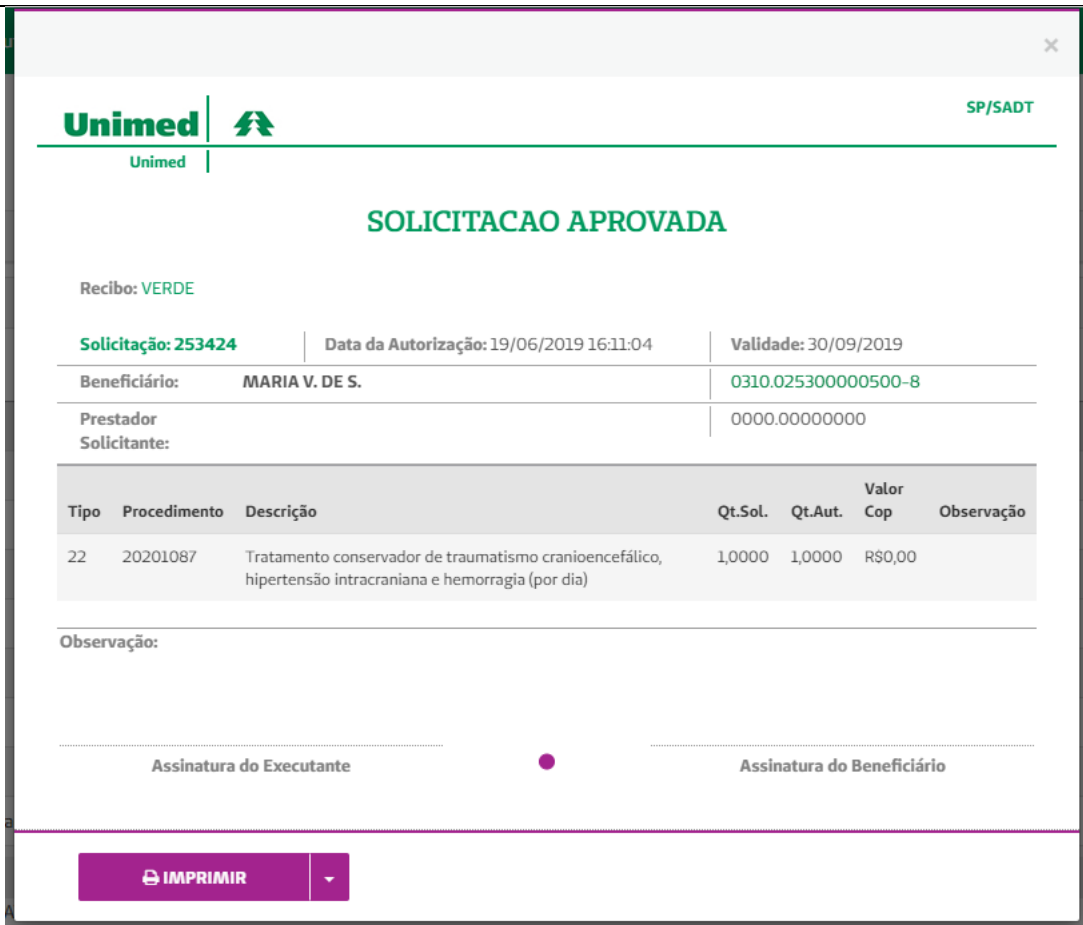 ×
Unimed
SP/SADT
Unimed
SOLICITACAO APROVADA
Recibo: VERDE
Solicitação: 253424 Data da Autorização: 19/06/2019 16:11:04 Validade: 30/09/2019
Beneficiário: MARIA V. DE S. 0310.025300000500-8
Prestador Solicitante: 0000.00000000
Tipo Procedimento Descrição Qt.Sol. Qt.Aut. Valor Cop Observação
22 20201087 Tratamento conservador de traumatismo cranioencefálico, 1,0000 1,0000 R$0,00
hipertensão intracraniana e hemorragia (por dia)
Observação:
Assinatura do Executante Assinatura do Beneficiário
IMPRIMIR